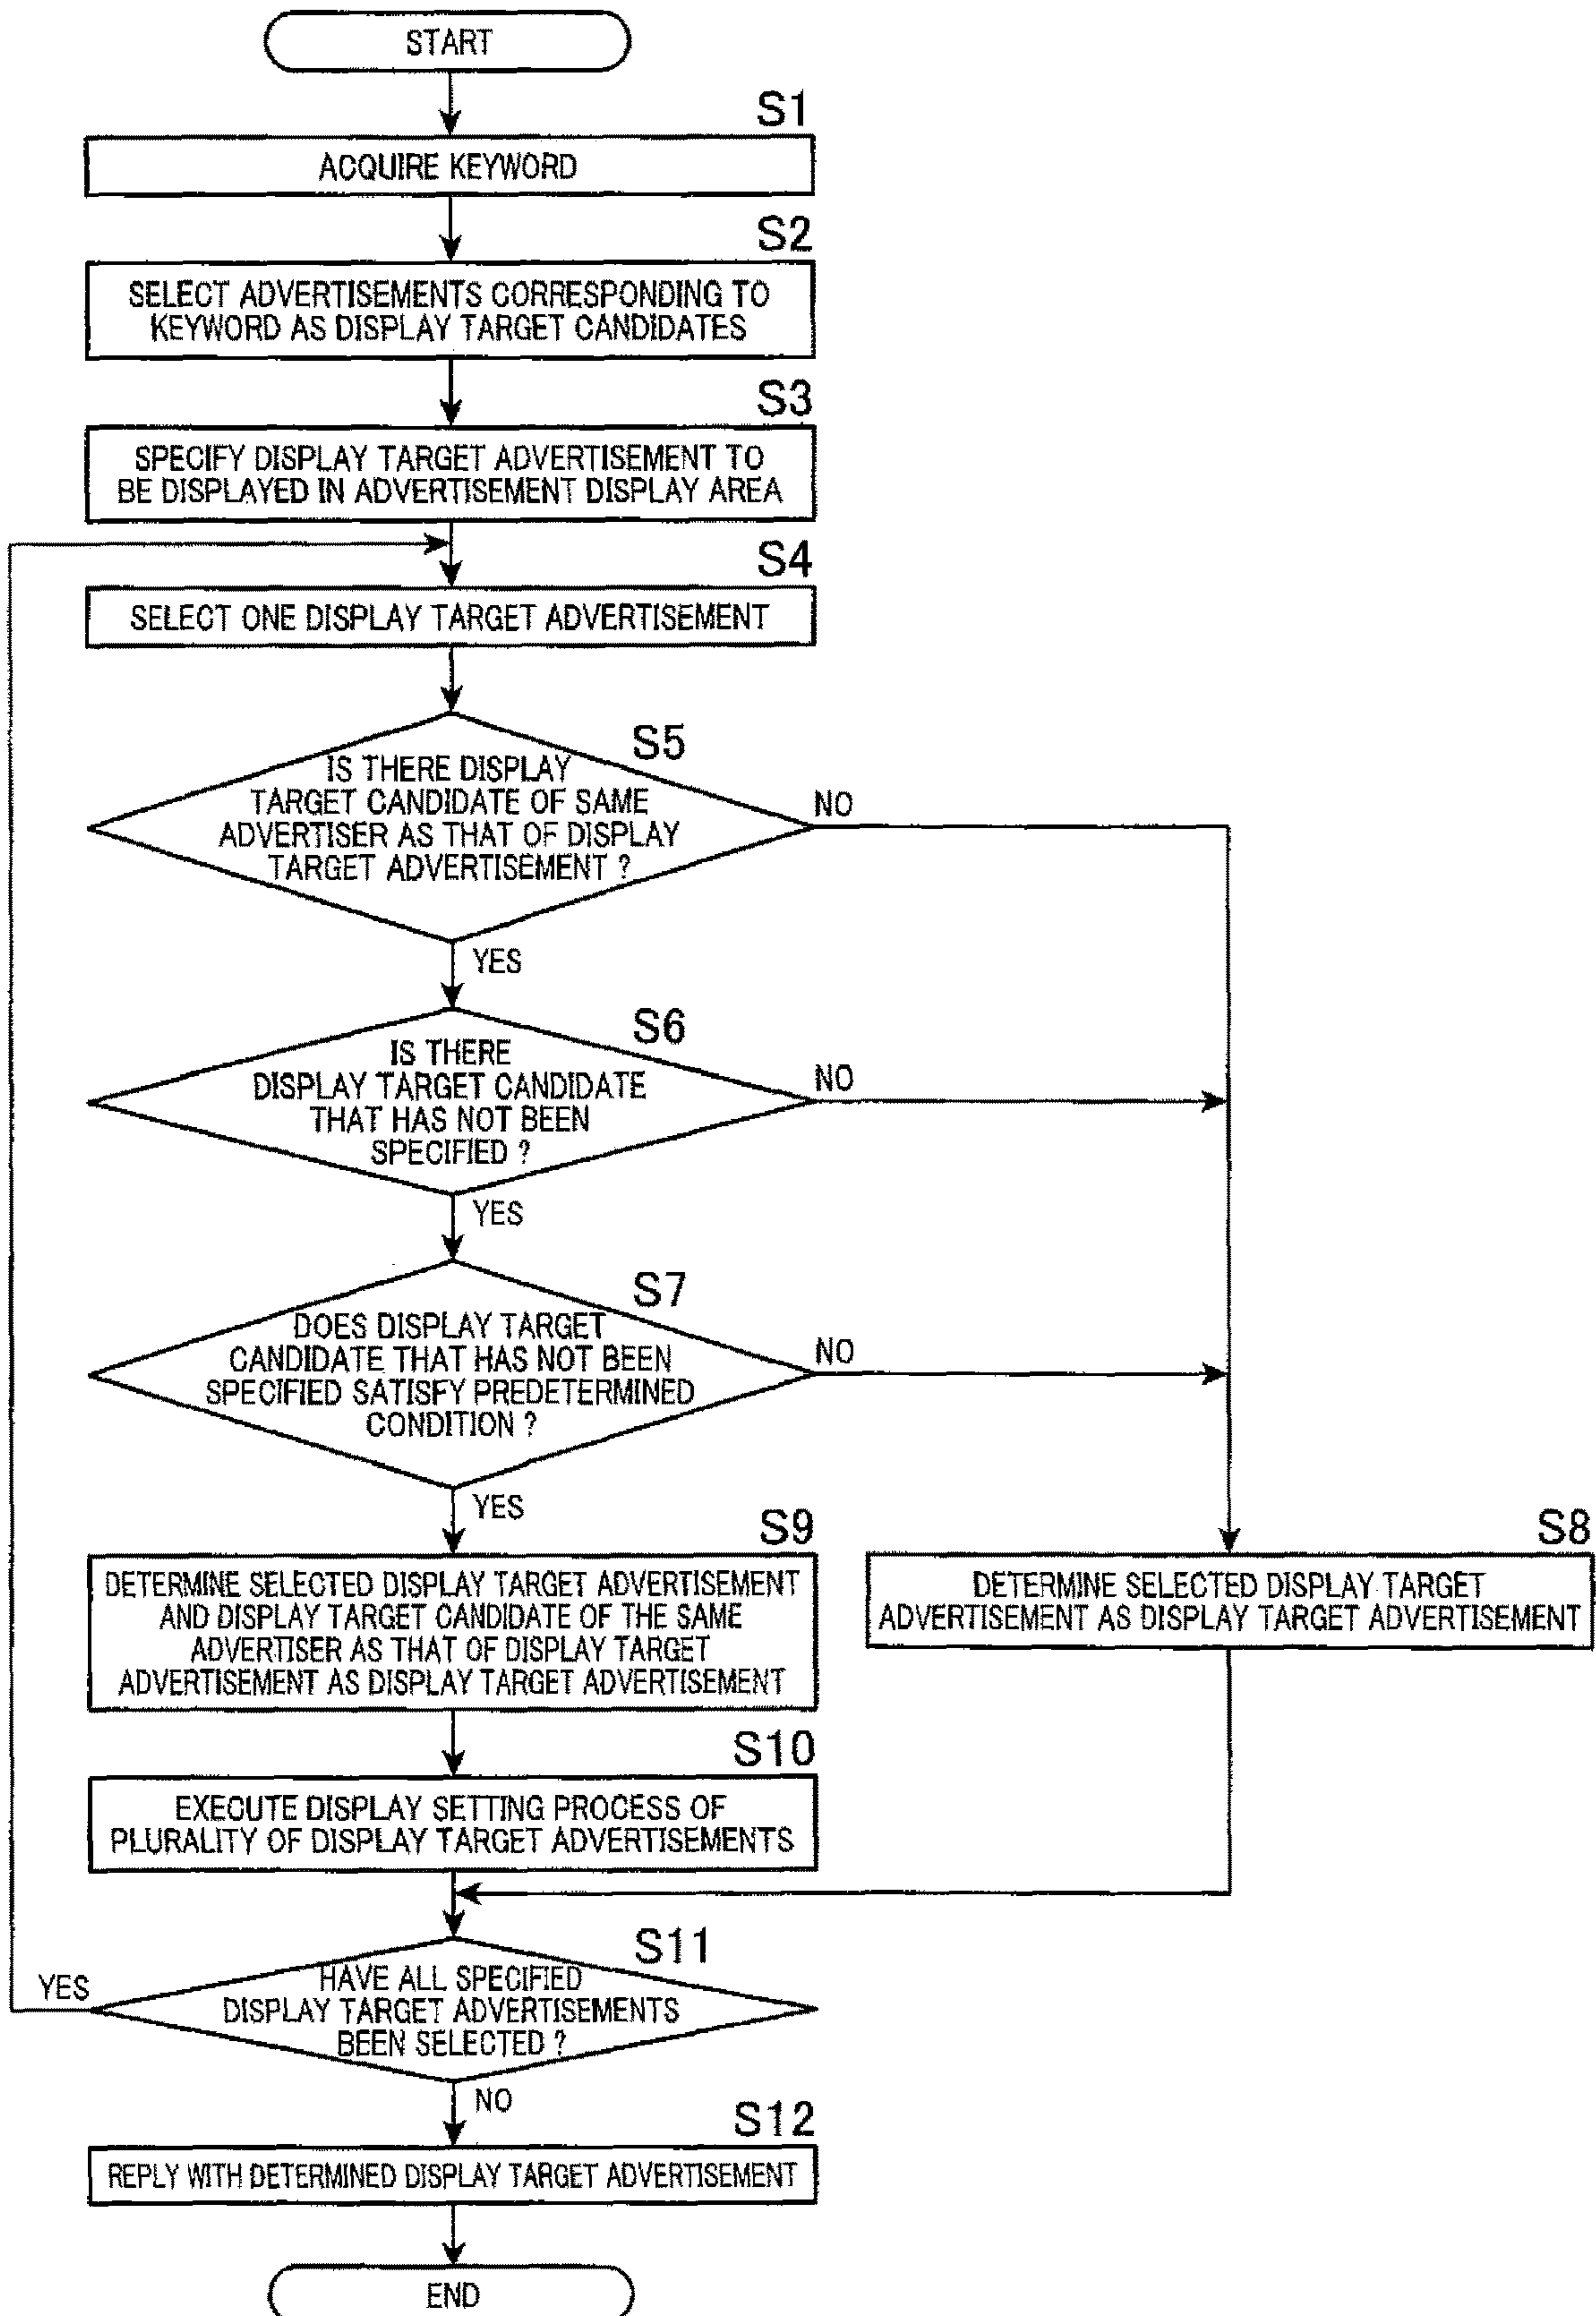 START
S1
ACQUIRE KEYWORD
S2
SELECT ADVERTISEMENTS CORRESPONDING TO
KEYWORD AS DISPLAY TARGET CANDIDATES
S3
SPECIFY DISPLAY TARGET ADVERTISEMENT TO
BE DISPLAYED IN ADVERTISEMENT DISPLAY AREA
S4
SELECT ONE DISPLAY TARGET ADVERTISEMENT
S5
IS THERE DISPLAY
TARGET CANDIDATE OF SAME
ADVERTISER AS THAT OF DISPLAY
TARGET ADVERTISEMENT ?
NO
YES
S6
IS THERE
DISPLAY TARGET CANDIDATE
THAT HAS NOT BEEN
SPECIFIED ?
NO
YES
S7
DOES DISPLAY TARGET
CANDIDATE THAT HAS NOT BEEN
SPECIFIED SATISFY PREDETERMINED
CONDITION ?
NO
YES
S9
DETERMINE SELECTED DISPLAY TARGET ADVERTISEMENT
AND DISPLAY TARGET CANDIDATE OF THE SAME
ADVERTISER AS THAT OF DISPLAY TARGET
ADVERTISEMENT AS DISPLAY TARGET ADVERTISEMENT
S8
DETERMINE SELECTED DISPLAY TARGET
ADVERTISEMENT AS DISPLAY TARGET ADVERTISEMENT
S10
EXECUTE DISPLAY SETTING PROCESS OF
PLURALITY OF DISPLAY TARGET ADVERTISEMENTS
S11
HAVE ALL SPECIFIED
DISPLAY TARGET ADVERTISEMENTS
BEEN SELECTED ?
YES
NO
S12
REPLY WITH DETERMINED DISPLAY TARGET ADVERTISEMENT
END